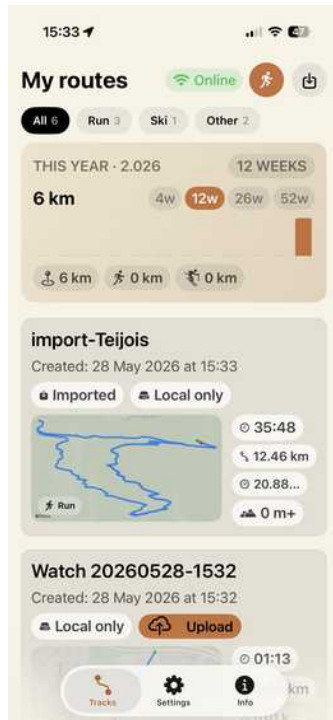 15:33
47
My routes
Online
All 6
Run 3
Ski 1
Other 2
THIS YEAR · 2.026
12 WEEKS
6 km
4w
12w
26w
52w
6 km
0 km
0 km
import-Teijois
Created: 28 May 2026 at 15:33
Imported
Local only
35:48
12.46 km
20.88...
0 m+
Run
Watch 20260528-1532
Created: 28 May 2026 at 15:32
Local only
Upload
01:13
km
Tracks
Settings
Info